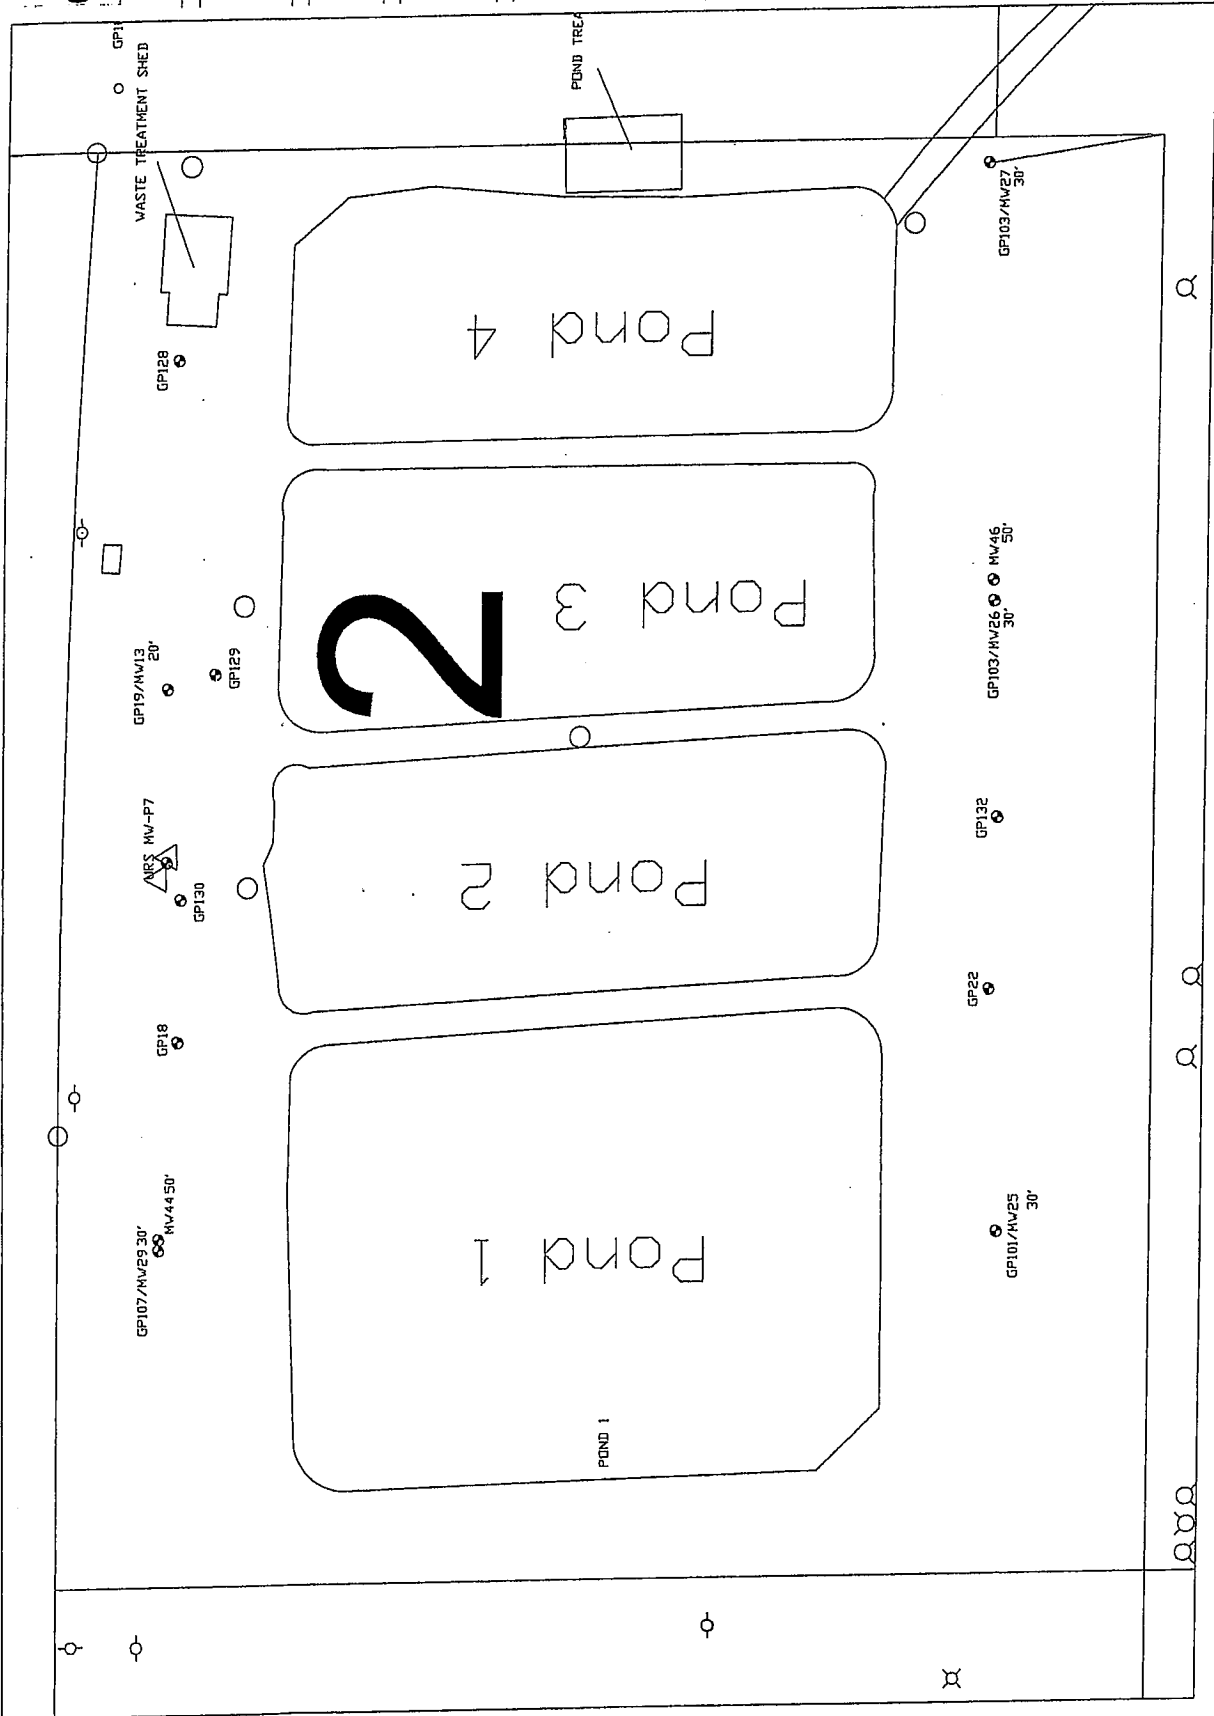 GP1
WASTE TREATMENT SHED
POND TREA
GP103/MW27
30'
GP128
Pond 4
GP19/MW13
20'
GP129
2
Pond 3
MW46
50'
GP103/MW26
30'
URS MW-P7
GP130
Pond 2
GP132
GP18
GP22
GP107/MW29 30'
MW44 50'
Pond 1
GP101/MW25
30'
POND 1